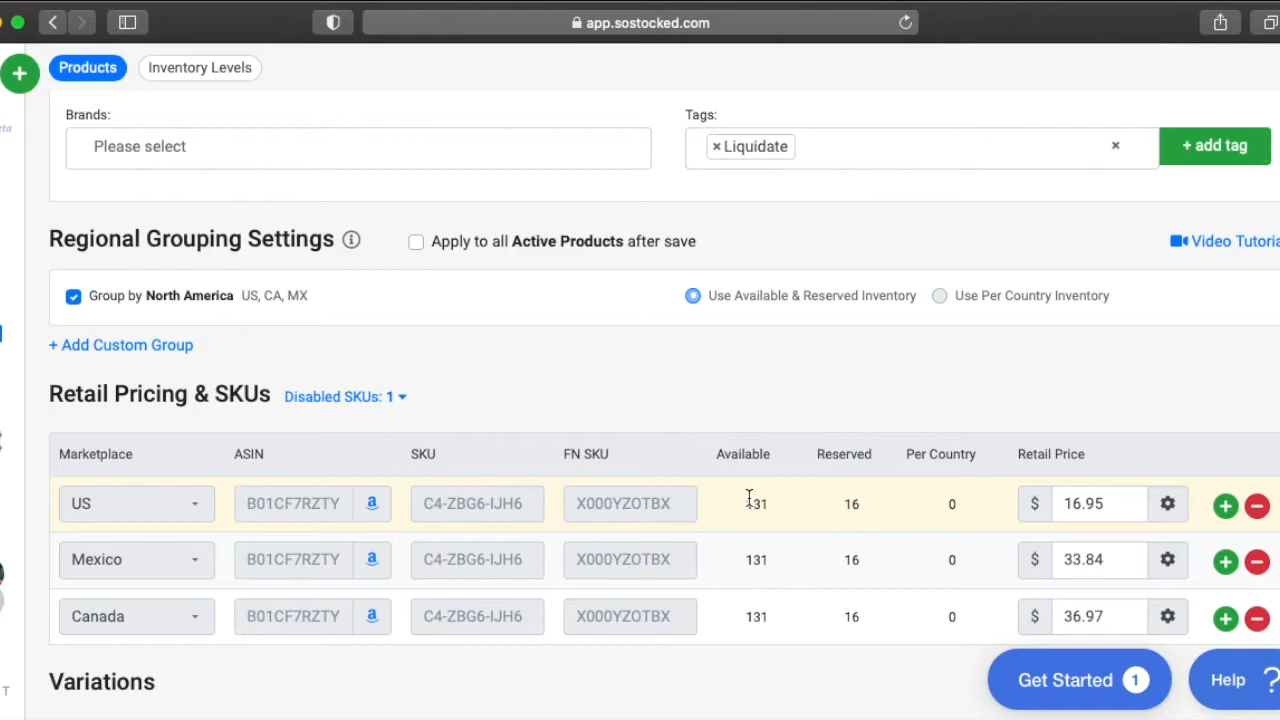 app.sostocked.com
Products Inventory Levels
eta
Brands: Tags:
Please select × Liquidate × + add tag
Regional Grouping Settings Apply to all Active Products after save Video Tutoria
Group by North America US, CA, MX Use Available & Reserved Inventory Use Per Country Inventory
+ Add Custom Group
Retail Pricing & SKUs Disabled SKUs: 1
Marketplace ASIN SKU FN SKU Available Reserved Per Country Retail Price
US B01CF7RZTY a C4-ZBG6-IJH6 X000YZOTBX 131 16 0 $ 16.95
Mexico B01CF7RZTY a C4-ZBG6-IJH6 X000YZOTBX 131 16 0 $ 33.84
Canada B01CF7RZTY a C4-ZBG6-IJH6 X000YZOTBX 131 16 0 $ 36.97
Variations
Get Started 1 Help ?
T